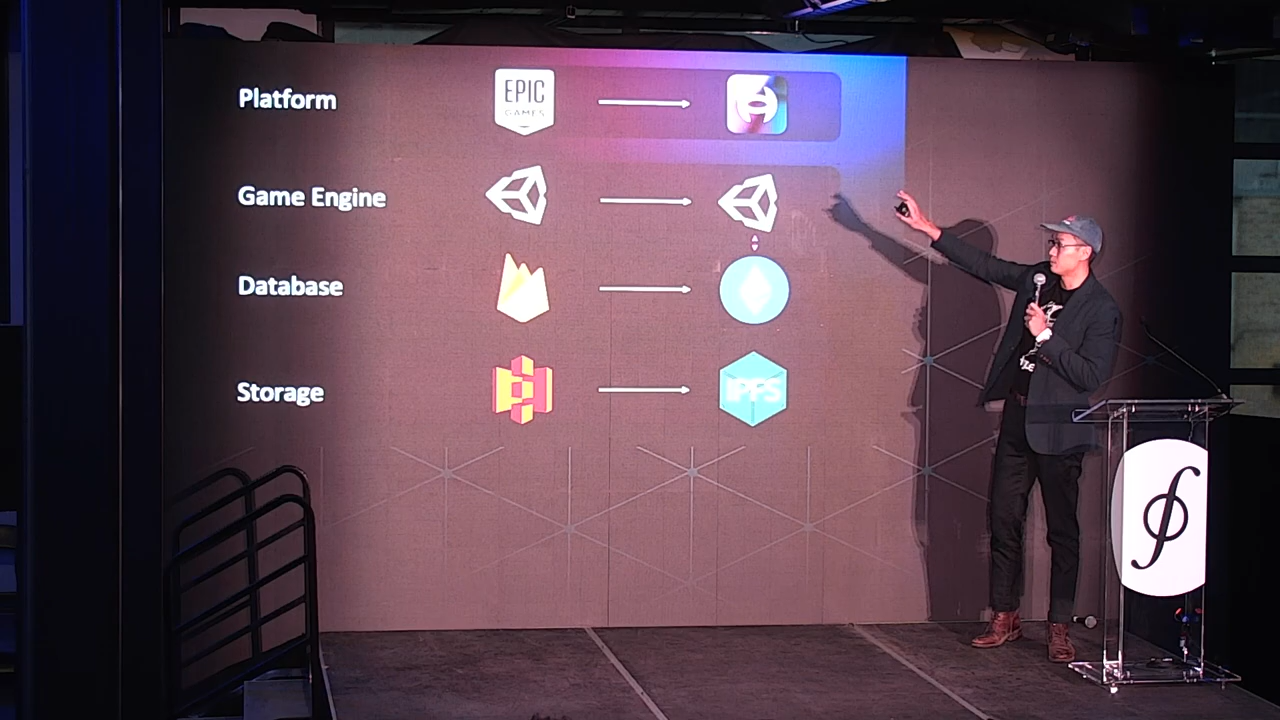 Platform
EPIC
GAMES
Game Engine
Database
Storage
IPFS